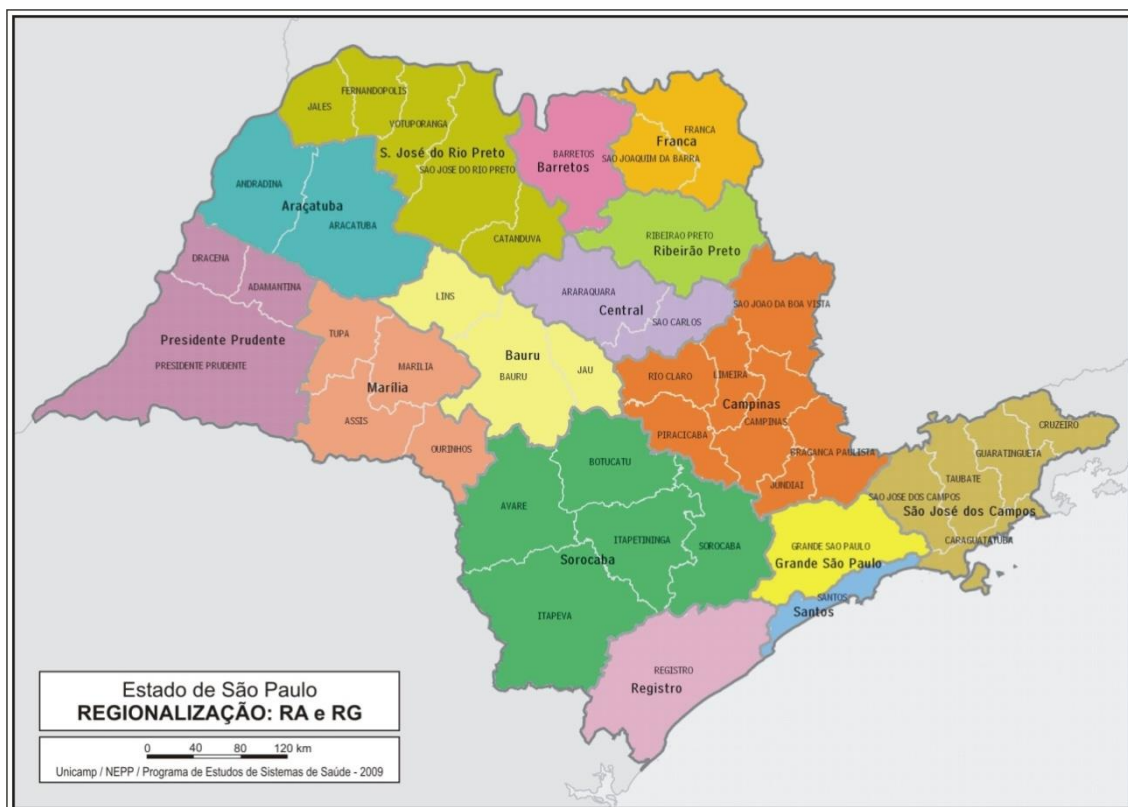 FERNANDOPOLIS
JALES
VOTUPORANGA
S. José do Rio Preto
SAO JOSE DO RIO PRETO
CATANDUVA
BARRETOS
Barretos
FRANCA
Franca
SAO JOAQUIM DA BARRA
ANDRADINA
Araçatuba
ARACATUBA
RIBEIRAO PRETO
Ribeirão Preto
DRACENA
ADAMANTINA
Presidente Prudente
PRESIDENTE PRUDENTE
LINS
Bauru
BAURU
JAU
ARARAQUARA
Central
SAO CARLOS
TUPA
MARILIA
Marília
ASSIS
OURINHOS
SAO JOAO DA BOA VISTA
RIO CLARO
LIMEIRA
Campinas
CAMPINAS
PIRACICABA
BRAGANCA PAULISTA
JUNDIAI
CRUZEIRO
GUARATINGUETA
TAUBATE
SAO JOSE DOS CAMPOS
São José dos Campos
CARAGUATATUBA
BOTUCATU
AVARE
ITAPETININGA
SOROCABA
Sorocaba
ITAPEVA
GRANDE SAO PAULO
Grande São Paulo
SANTOS
Santos
REGISTRO
Registro
Estado de São Paulo
REGIONALIZAÇÃO: RA e RG
0 40 80 120 km
Unicamp / NEPP / Programa de Estudos de Sistemas de Saúde - 2009